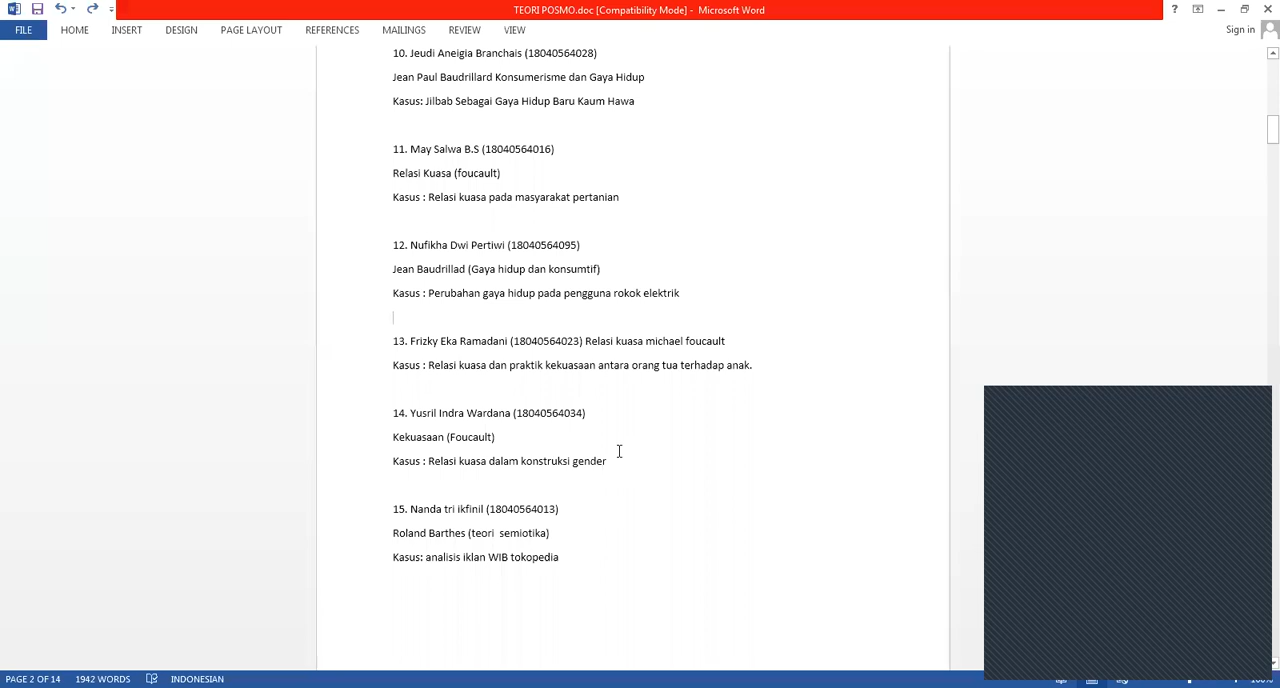 TEORI POSMO.doc [Compatibility Mode] - Microsoft Word
FILE HOME INSERT DESIGN PAGE LAYOUT REFERENCES MAILINGS REVIEW VIEW Sign in
10. Jeudi Aneigia Branchais (18040564028)
Jean Paul Baudrillard Konsumerisme dan Gaya Hidup
Kasus: Jilbab Sebagai Gaya Hidup Baru Kaum Hawa
11. May Salwa B.S (18040564016)
Relasi Kuasa (foucault)
Kasus : Relasi kuasa pada masyarakat pertanian
12. Nufikha Dwi Pertiwi (18040564095)
Jean Baudrillad (Gaya hidup dan konsumtif)
Kasus : Perubahan gaya hidup pada pengguna rokok elektrik
13. Frizky Eka Ramadani (18040564023) Relasi kuasa michael foucault
Kasus : Relasi kuasa dan praktik kekuasaan antara orang tua terhadap anak.
14. Yusril Indra Wardana (18040564034)
Kekuasaan (Foucault)
Kasus : Relasi kuasa dalam konstruksi gender
15. Nanda tri ikfinil (18040564013)
Roland Barthes (teori  semiotika)
Kasus: analisis iklan WIB tokopedia
PAGE 2 OF 14 1942 WORDS INDONESIAN